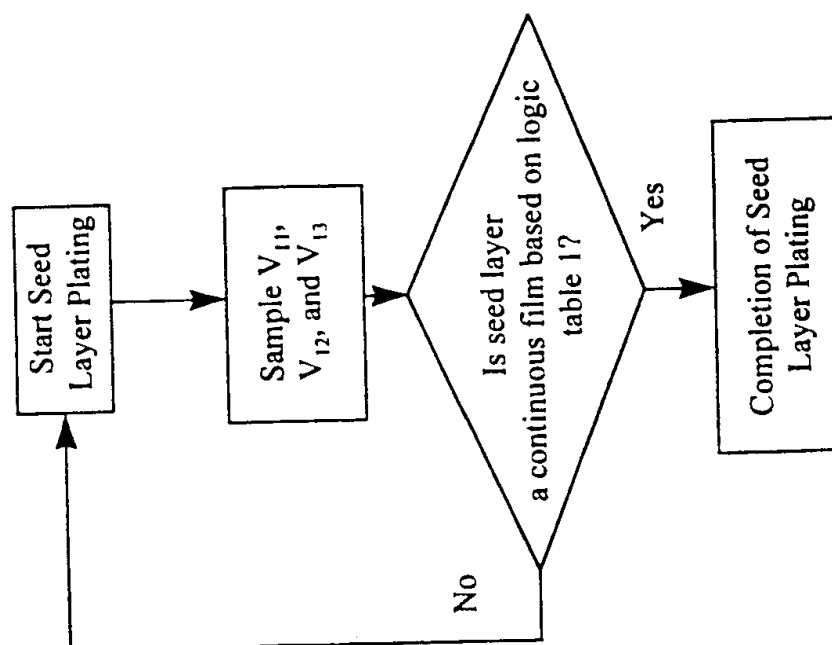 Start Seed
Layer Plating
Sample V₁₁,
V₁₂, and V₁₃
Is seed layer
a continuous film based on logic
table 1?
No
Yes
Completion of Seed
Layer Plating